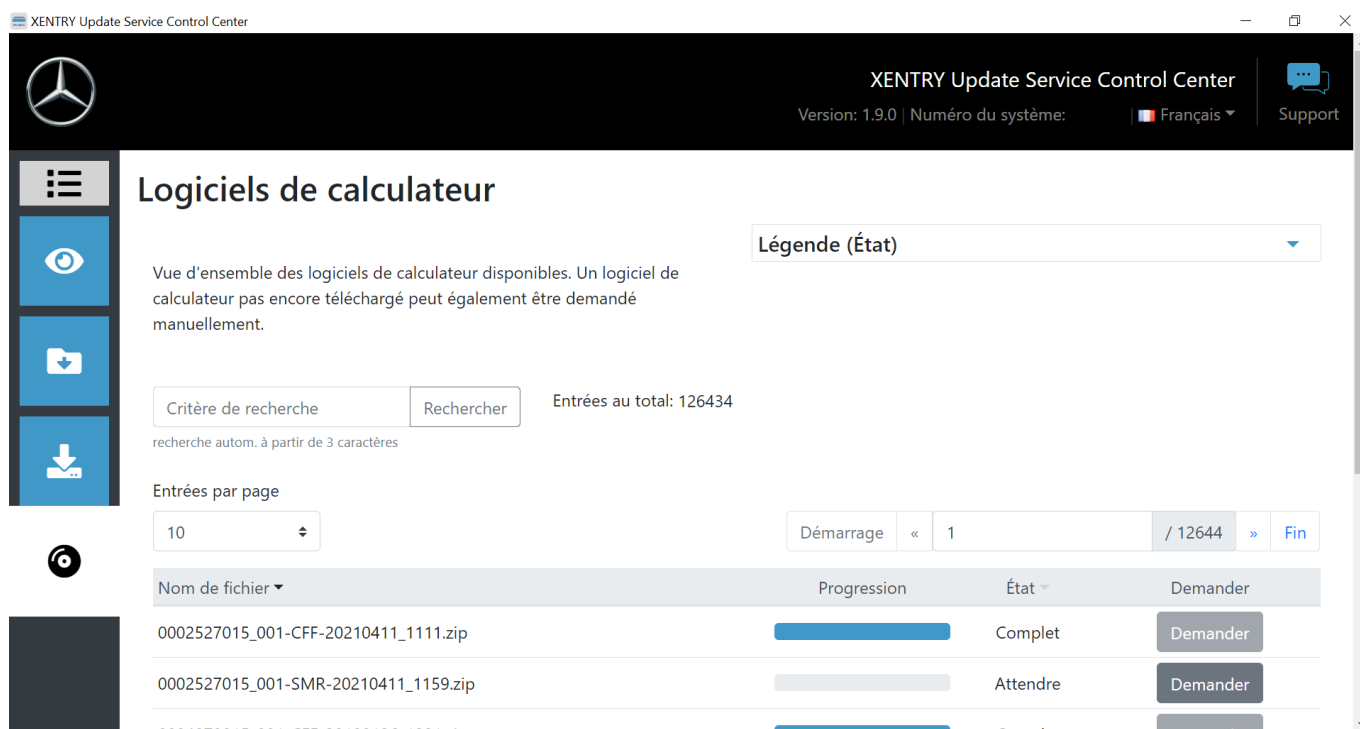 XENTRY Update Service Control Center
XENTRY Update Service Control Center
Version: 1.9.0 | Numéro du système: | Français
Support
Logiciels de calculateur
Légende (État)
Vue d'ensemble des logiciels de calculateur disponibles. Un logiciel de
calculateur pas encore téléchargé peut également être demandé
manuellement.
Critère de recherche Rechercher Entrées au total: 126434
recherche autom. à partir de 3 caractères
Entrées par page
10 Démarrage « 1 / 12644 » Fin
Nom de fichier Progression État Demander
0002527015_001-CFF-20210411_1111.zip Complet Demander
0002527015_001-SMR-20210411_1159.zip Attendre Demander